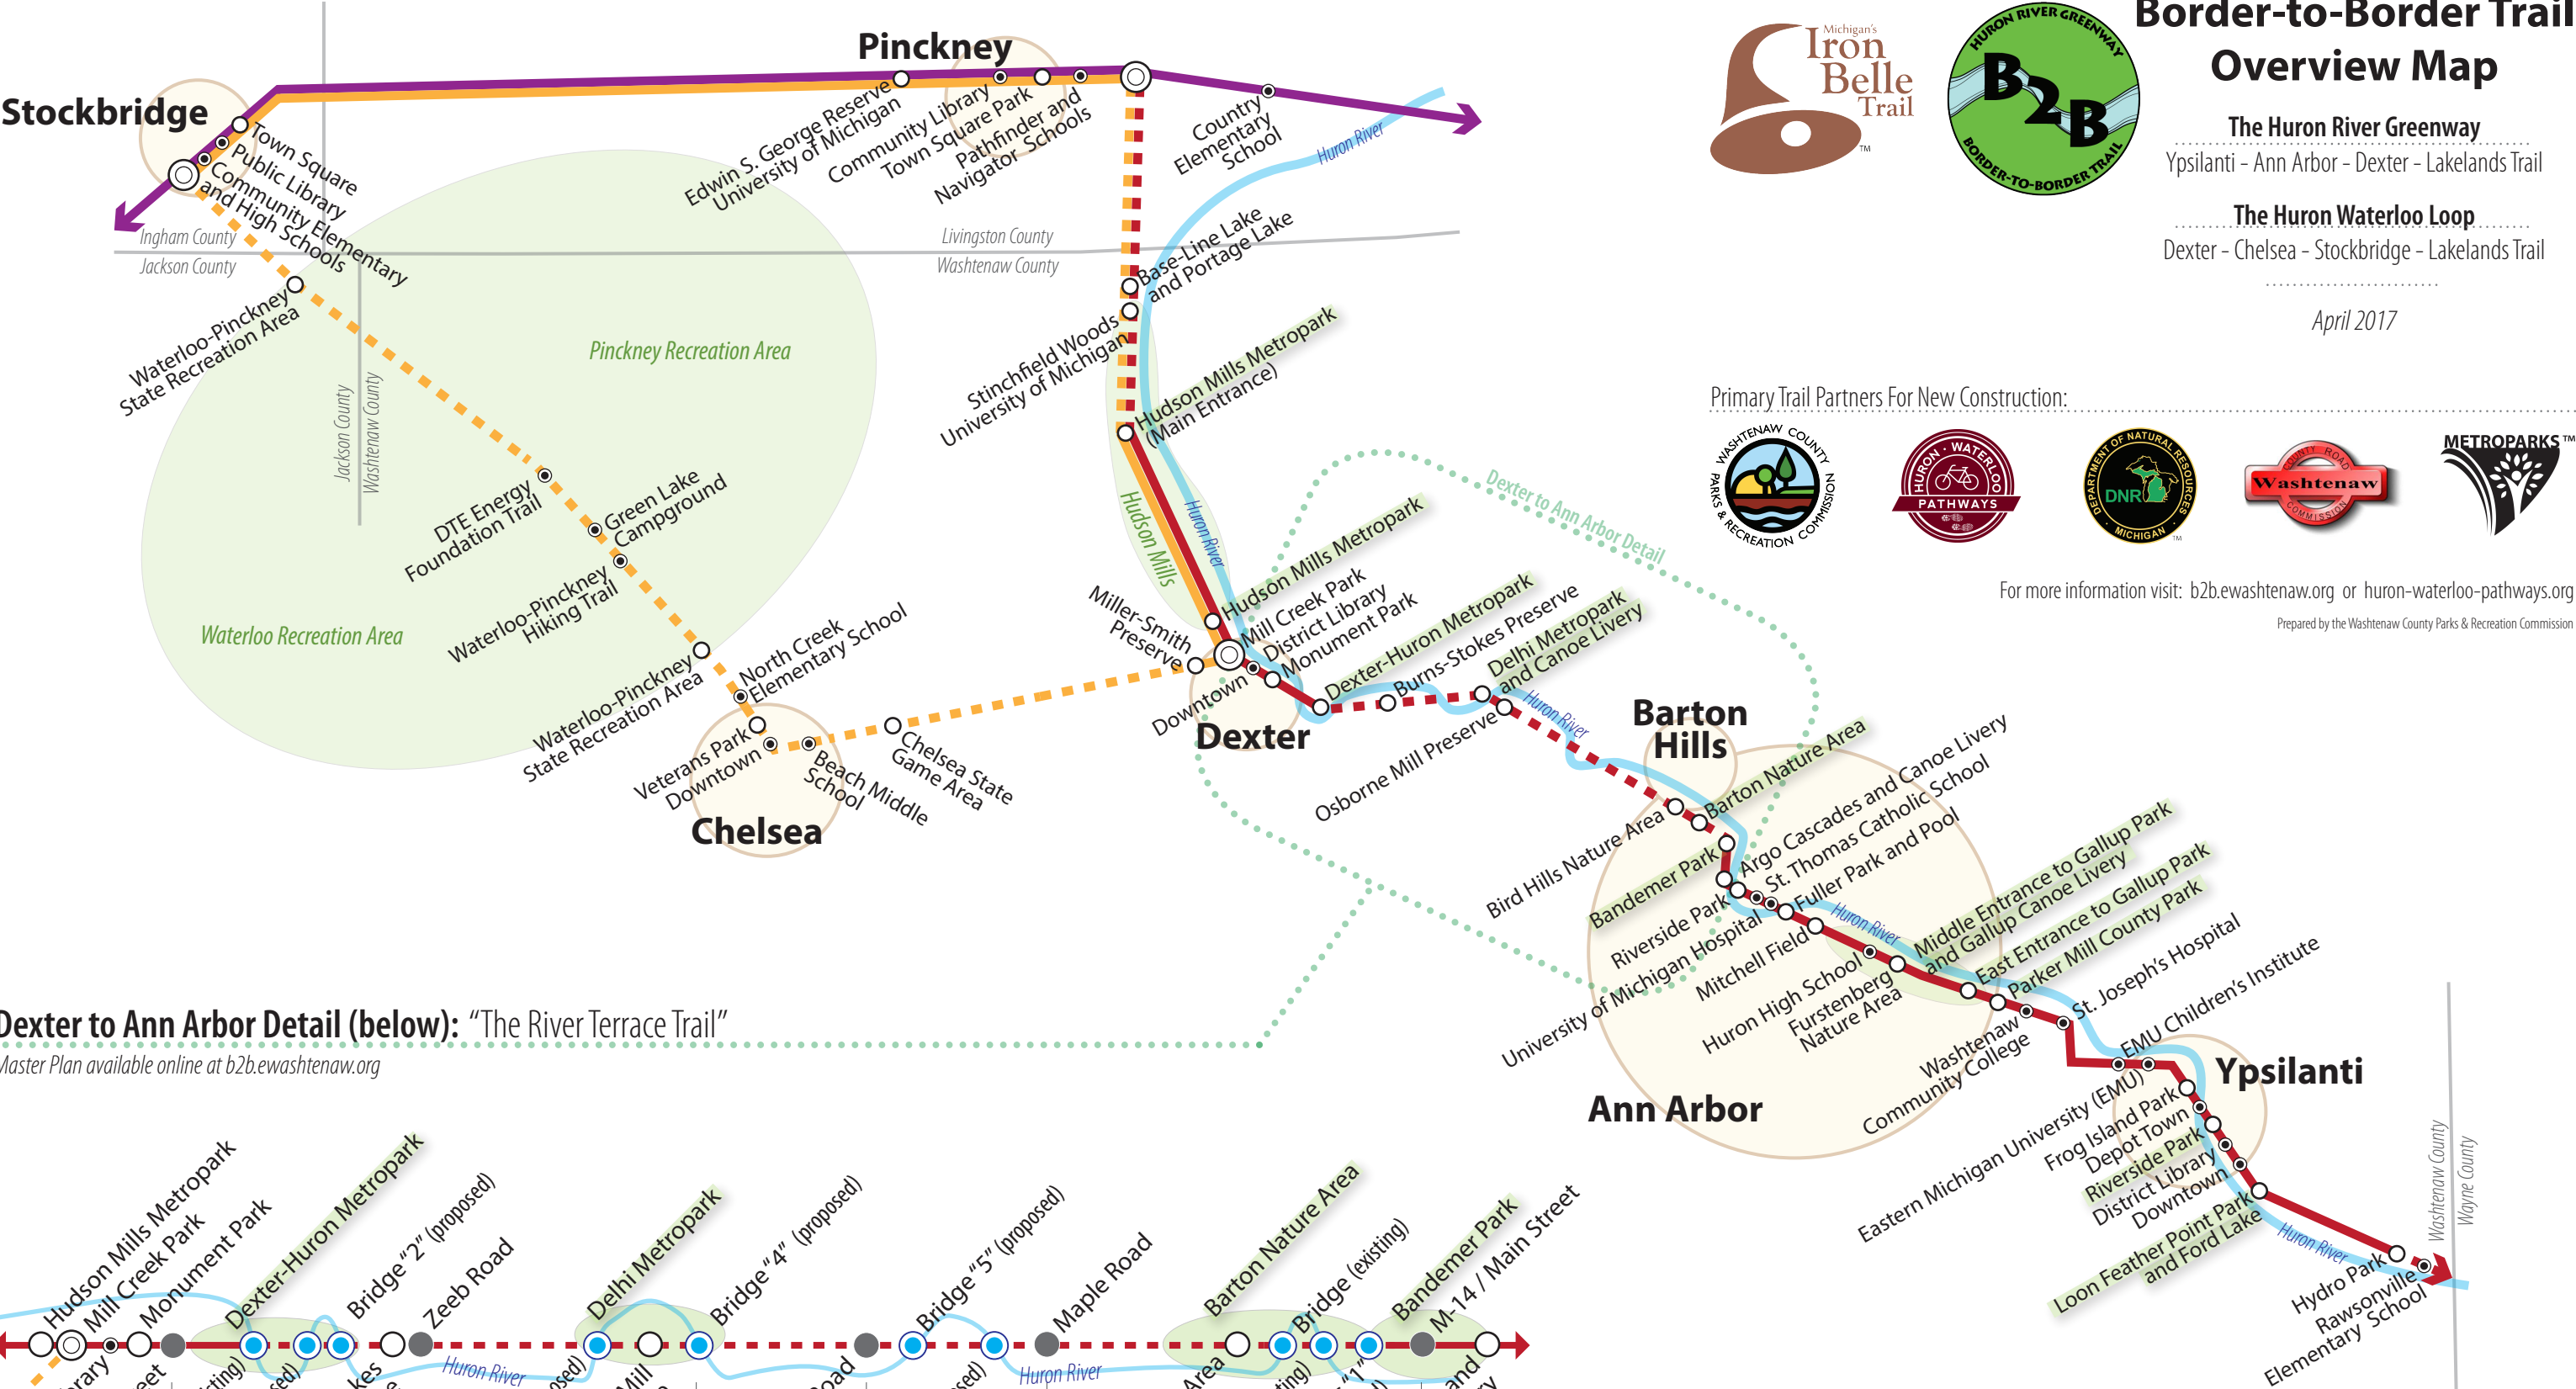 Border-to-Border Trail
Overview Map
The Huron River Greenway
Ypsilanti - Ann Arbor - Dexter - Lakelands Trail
The Huron Waterloo Loop
Dexter - Chelsea - Stockbridge - Lakelands Trail
April 2017
Michigan's
Iron
Belle
Trail
TM
HURON RIVER GREENWAY
B2B
BORDER-TO-BORDER TRAIL
Primary Trail Partners For New Construction:
WASHTENAW COUNTY
PARKS & RECREATION COMMISSION
HURON · WATERLOO
PATHWAYS
DEPARTMENT OF NATURAL RESOURCES
DNR
MICHIGAN
TM
COUNTY ROAD
Washtenaw
COMMISSION
METROPARKS TM
For more information visit: b2b.ewashtenaw.org or huron-waterloo-pathways.org
Prepared by the Washtenaw County Parks & Recreation Commission
Stockbridge
Town Square
Public Library
Community Elementary
and High Schools
Ingham County
Jackson County
Waterloo-Pinckney
State Recreation Area
Jackson County
Washtenaw County
Pinckney
Edwin S. George Reserve
University of Michigan
Community Library
Town Square Park
Pathfinder and
Navigator Schools
Country
Elementary
School
Huron River
Livingston County
Washtenaw County
Base-Line Lake
and Portage Lake
Stinchfield Woods
University of Michigan
Hudson Mills Metropark
(Main Entrance)
Pinckney Recreation Area
Waterloo Recreation Area
DTE Energy
Foundation Trail
Green Lake
Campground
Waterloo-Pinckney
Hiking Trail
Waterloo-Pinckney
State Recreation Area
North Creek
Elementary School
Veterans Park
Downtown
Beach Middle
School
Chelsea State
Game Area
Chelsea
Hudson Mills
Huron River
Miller-Smith
Preserve
Hudson Mills Metropark
Mill Creek Park
District Library
Monument Park
Downtown
Dexter
Dexter to Ann Arbor Detail
Dexter-Huron Metropark
Burns-Stokes Preserve
Delhi Metropark
and Canoe Livery
Osborne Mill Preserve
Huron River
Barton
Hills
Bird Hills Nature Area
Barton Nature Area
Bandemer Park
Argo Cascades and Canoe Livery
St. Thomas Catholic School
Fuller Park and Pool
Riverside Park
University of Michigan Hospital
Mitchell Field
Huron River
Huron High School
Furstenberg
Nature Area
Middle Entrance to Gallup Park
and Gallup Canoe Livery
East Entrance to Gallup Park
Parker Mill County Park
Washtenaw
Community College
St. Joseph's Hospital
Ann Arbor
EMU Children's Institute
Eastern Michigan University (EMU)
Ypsilanti
Frog Island Park
Depot Town
Riverside Park
District Library
Downtown
Loon Feather Point Park
and Ford Lake
Huron River
Hydro Park
Rawsonville
Elementary School
Washtenaw County
Wayne County
Dexter to Ann Arbor Detail (below): “The River Terrace Trail”
Master Plan available online at b2b.ewashtenaw.org
Hudson Mills Metropark
Mill Creek Park
Monument Park
Dexter-Huron Metropark
Bridge “2” (proposed)
Zeeb Road
Huron River
Delhi Metropark
Bridge “4” (proposed)
Bridge “5” (proposed)
Maple Road
Huron River
Barton Nature Area
Bridge (existing)
Bandemer Park
M-14 / Main Street
Mill
Area
“1”